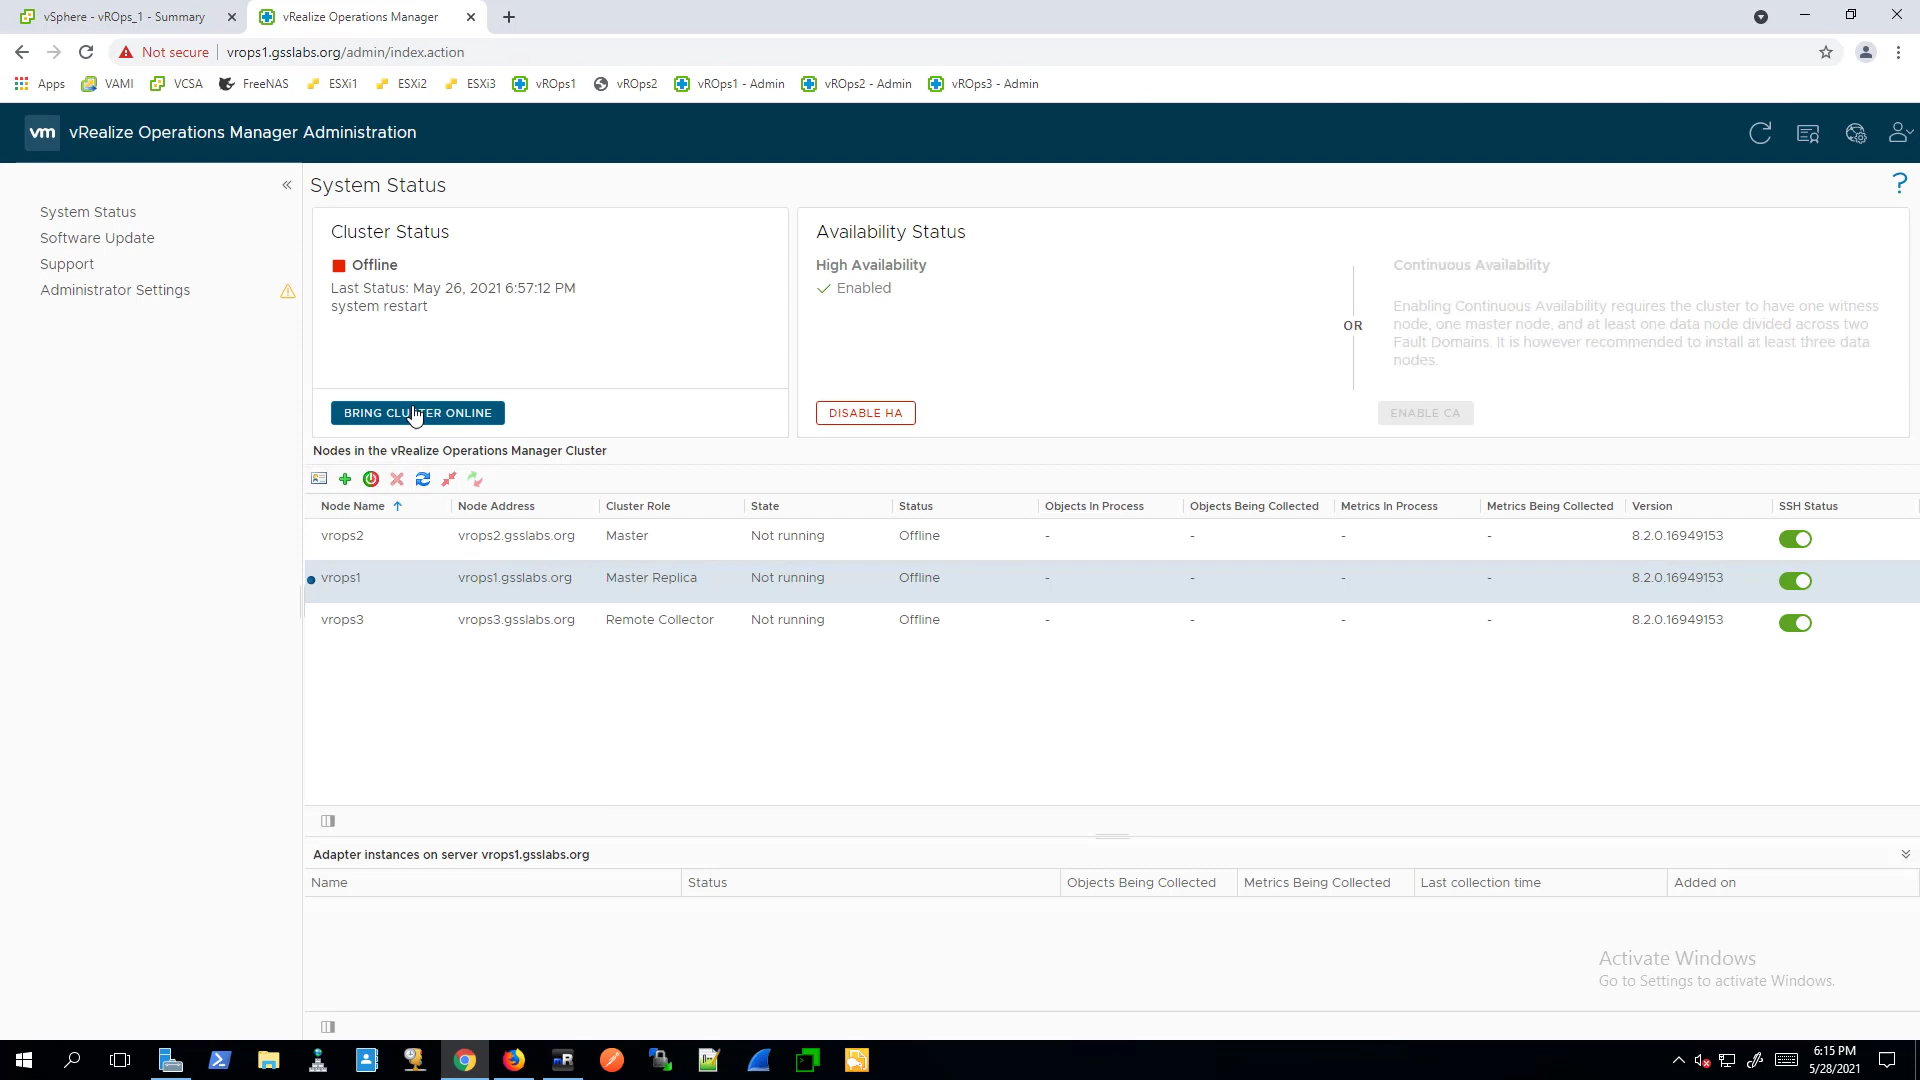 vSphere - vROps_1 - Summary
vRealize Operations Manager
Not secure
vrops1.gsslabs.org/admin/index.action
Apps
VAMI
VCSA
FreeNAS
ESXi1
ESXi2
ESXi3
vROps1
vROps2
vROps1 - Admin
vROps2 - Admin
vROps3 - Admin
vm
vRealize Operations Manager Administration
System Status
Software Update
Support
Administrator Settings
System Status
?
Cluster Status
Offline
Last Status: May 26, 2021 6:57:12 PM
system restart
BRING CLUSTER ONLINE
Availability Status
High Availability
Enabled
DISABLE HA
OR
Continuous Availability
Enabling Continuous Availability requires the cluster to have one witness
node, one master node, and at least one data node divided across two
Fault Domains. It is however recommended to install at least three data
nodes.
ENABLE CA
Nodes in the vRealize Operations Manager Cluster
Node Name Node Address Cluster Role State Status Objects In Process Objects Being Collected Metrics In Process Metrics Being Collected Version SSH Status
vrops2 vrops2.gsslabs.org Master Not running Offline - - - - 8.2.0.16949153
vrops1 vrops1.gsslabs.org Master Replica Not running Offline - - - - 8.2.0.16949153
vrops3 vrops3.gsslabs.org Remote Collector Not running Offline - - - - 8.2.0.16949153
Adapter instances on server vrops1.gsslabs.org
Name Status Objects Being Collected Metrics Being Collected Last collection time Added on
Activate Windows
Go to Settings to activate Windows.
mR
6:15 PM
5/28/2021